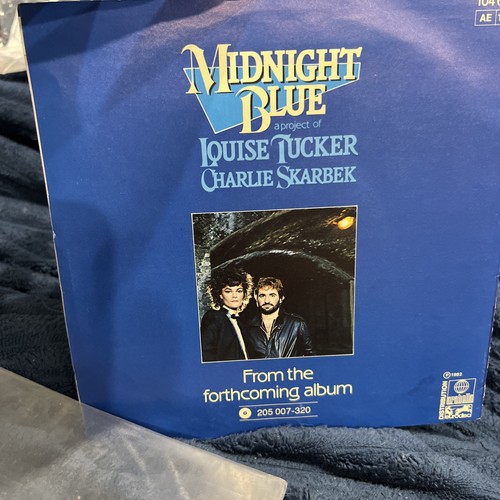 AE
MIDNIGHT
BLUE
a project of
LOUISE TUCKER
CHARLIE SKARBEK
From the
forthcoming album
205 007-320
DISTRIBUTION
℗ 1982